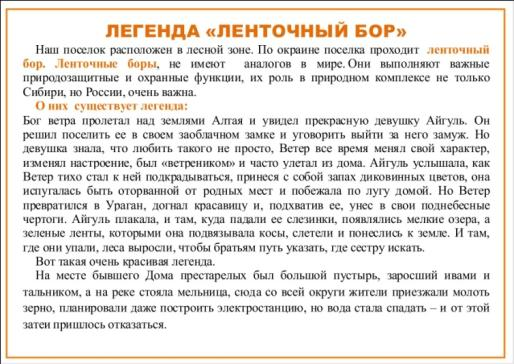 ЛЕГЕНДА «ЛЕНТОЧНЫЙ БОР»
Наш поселок расположен в лесной зоне. По окраине поселка проходит ленточный
бор. Ленточные боры, не имеют аналогов в мире. Они выполняют важные
природозащитные и охранные функции, их роль в природном комплексе не только
Сибири, но России, очень важна.
О них существует легенда:
Бог ветра пролетал над землями Алтая и увидел прекрасную девушку Айгуль. Он
решил поселить ее в своем заоблачном замке и уговорить выйти за него замуж. Но
девушка знала, что любить такого не просто, Ветер все время менял свой характер,
изменял настроение, был «ветреником» и часто улетал из дома. Айгуль услышала, как
Ветер тихо стал к ней подкрадываться, принеся с собой запах диковинных цветов, она
испугалась быть оторванной от родных мест и побежала по лугу домой. Но Ветер
превратился в Ураган, догнал красавицу и, подхватив ее, унес в свои поднебесные
чертоги. Айгуль плакала, и там, куда падали ее слезинки, появлялись мелкие озера, а
зеленые ленты, которыми она подвязывала косы, слетели и понеслись к земле. И там,
где они упали, леса выросли, чтобы братьям путь указать, где сестру искать.
Вот такая очень красивая легенда.
На месте бывшего Дома престарелых был большой пустырь, заросший ивами и
тальником, а на реке стояла мельница, сюда со всей округи жители приезжали молоть
зерно, планировали даже построить электростанцию, но вода стала спадать – и от этой
затеи пришлось отказаться.